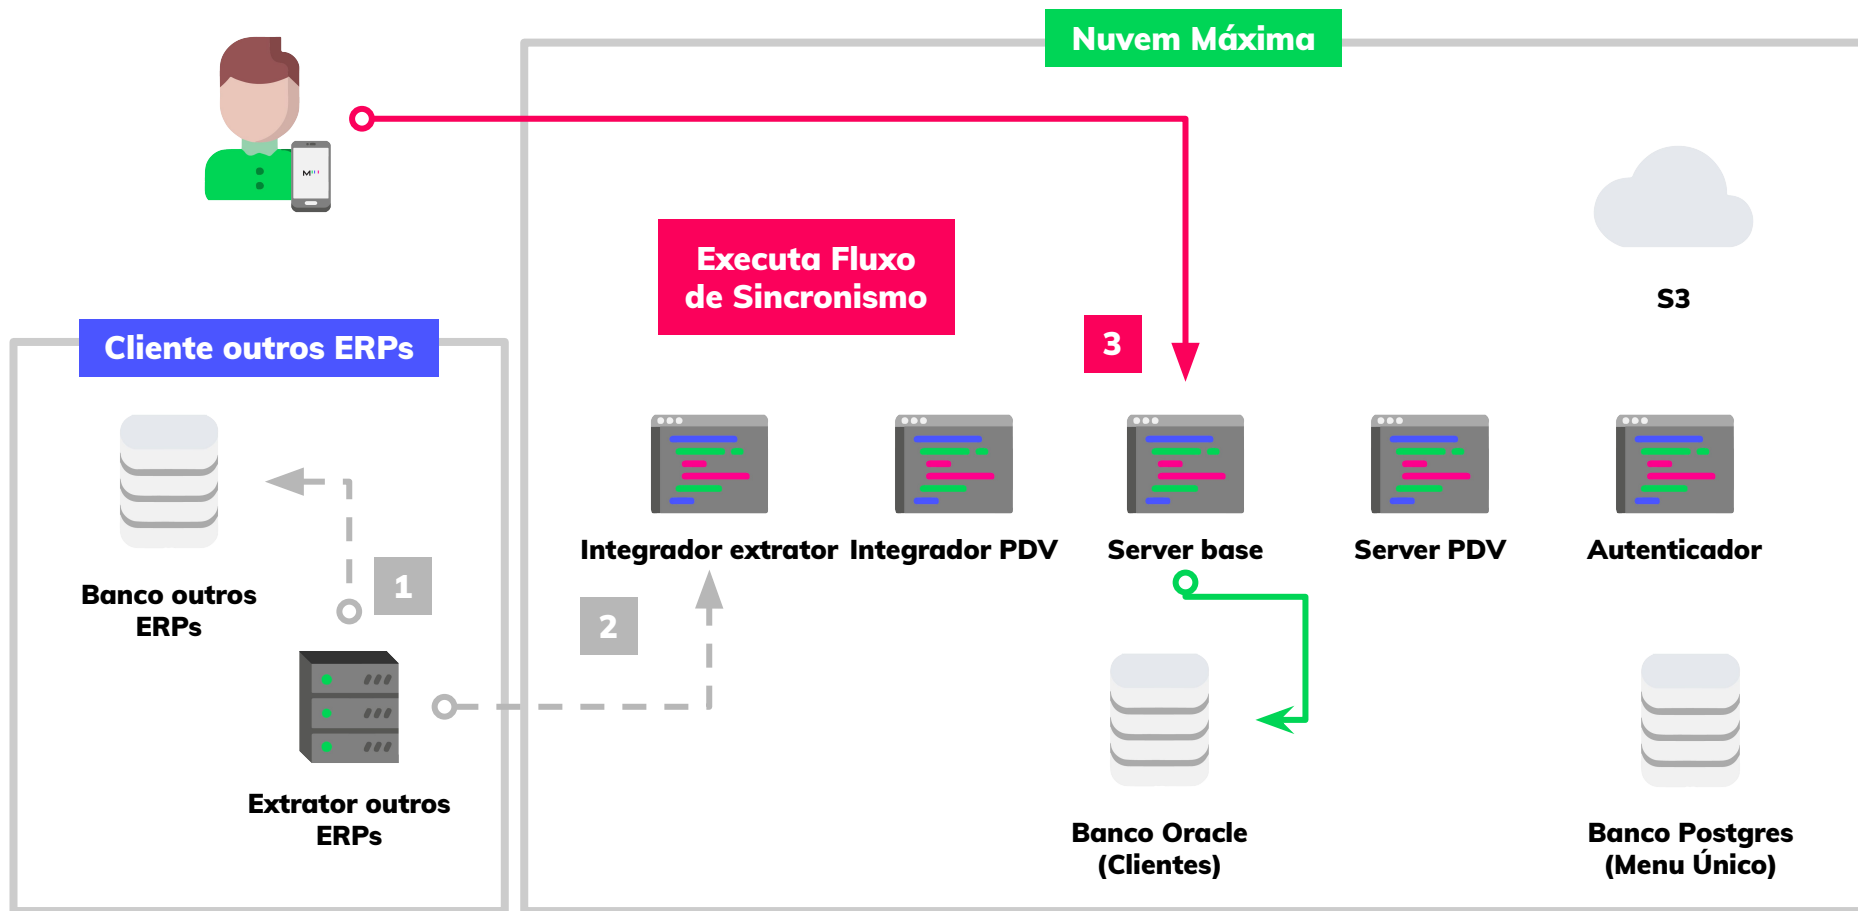 Nuvem Máxima
Executa Fluxo
de Sincronismo
S3
3
Cliente outros ERPs
Integrador extrator
Integrador PDV
Server base
Server PDV
Autenticador
Banco outros
ERPs
1
2
Extrator outros
ERPs
Banco Oracle
(Clientes)
Banco Postgres
(Menu Único)